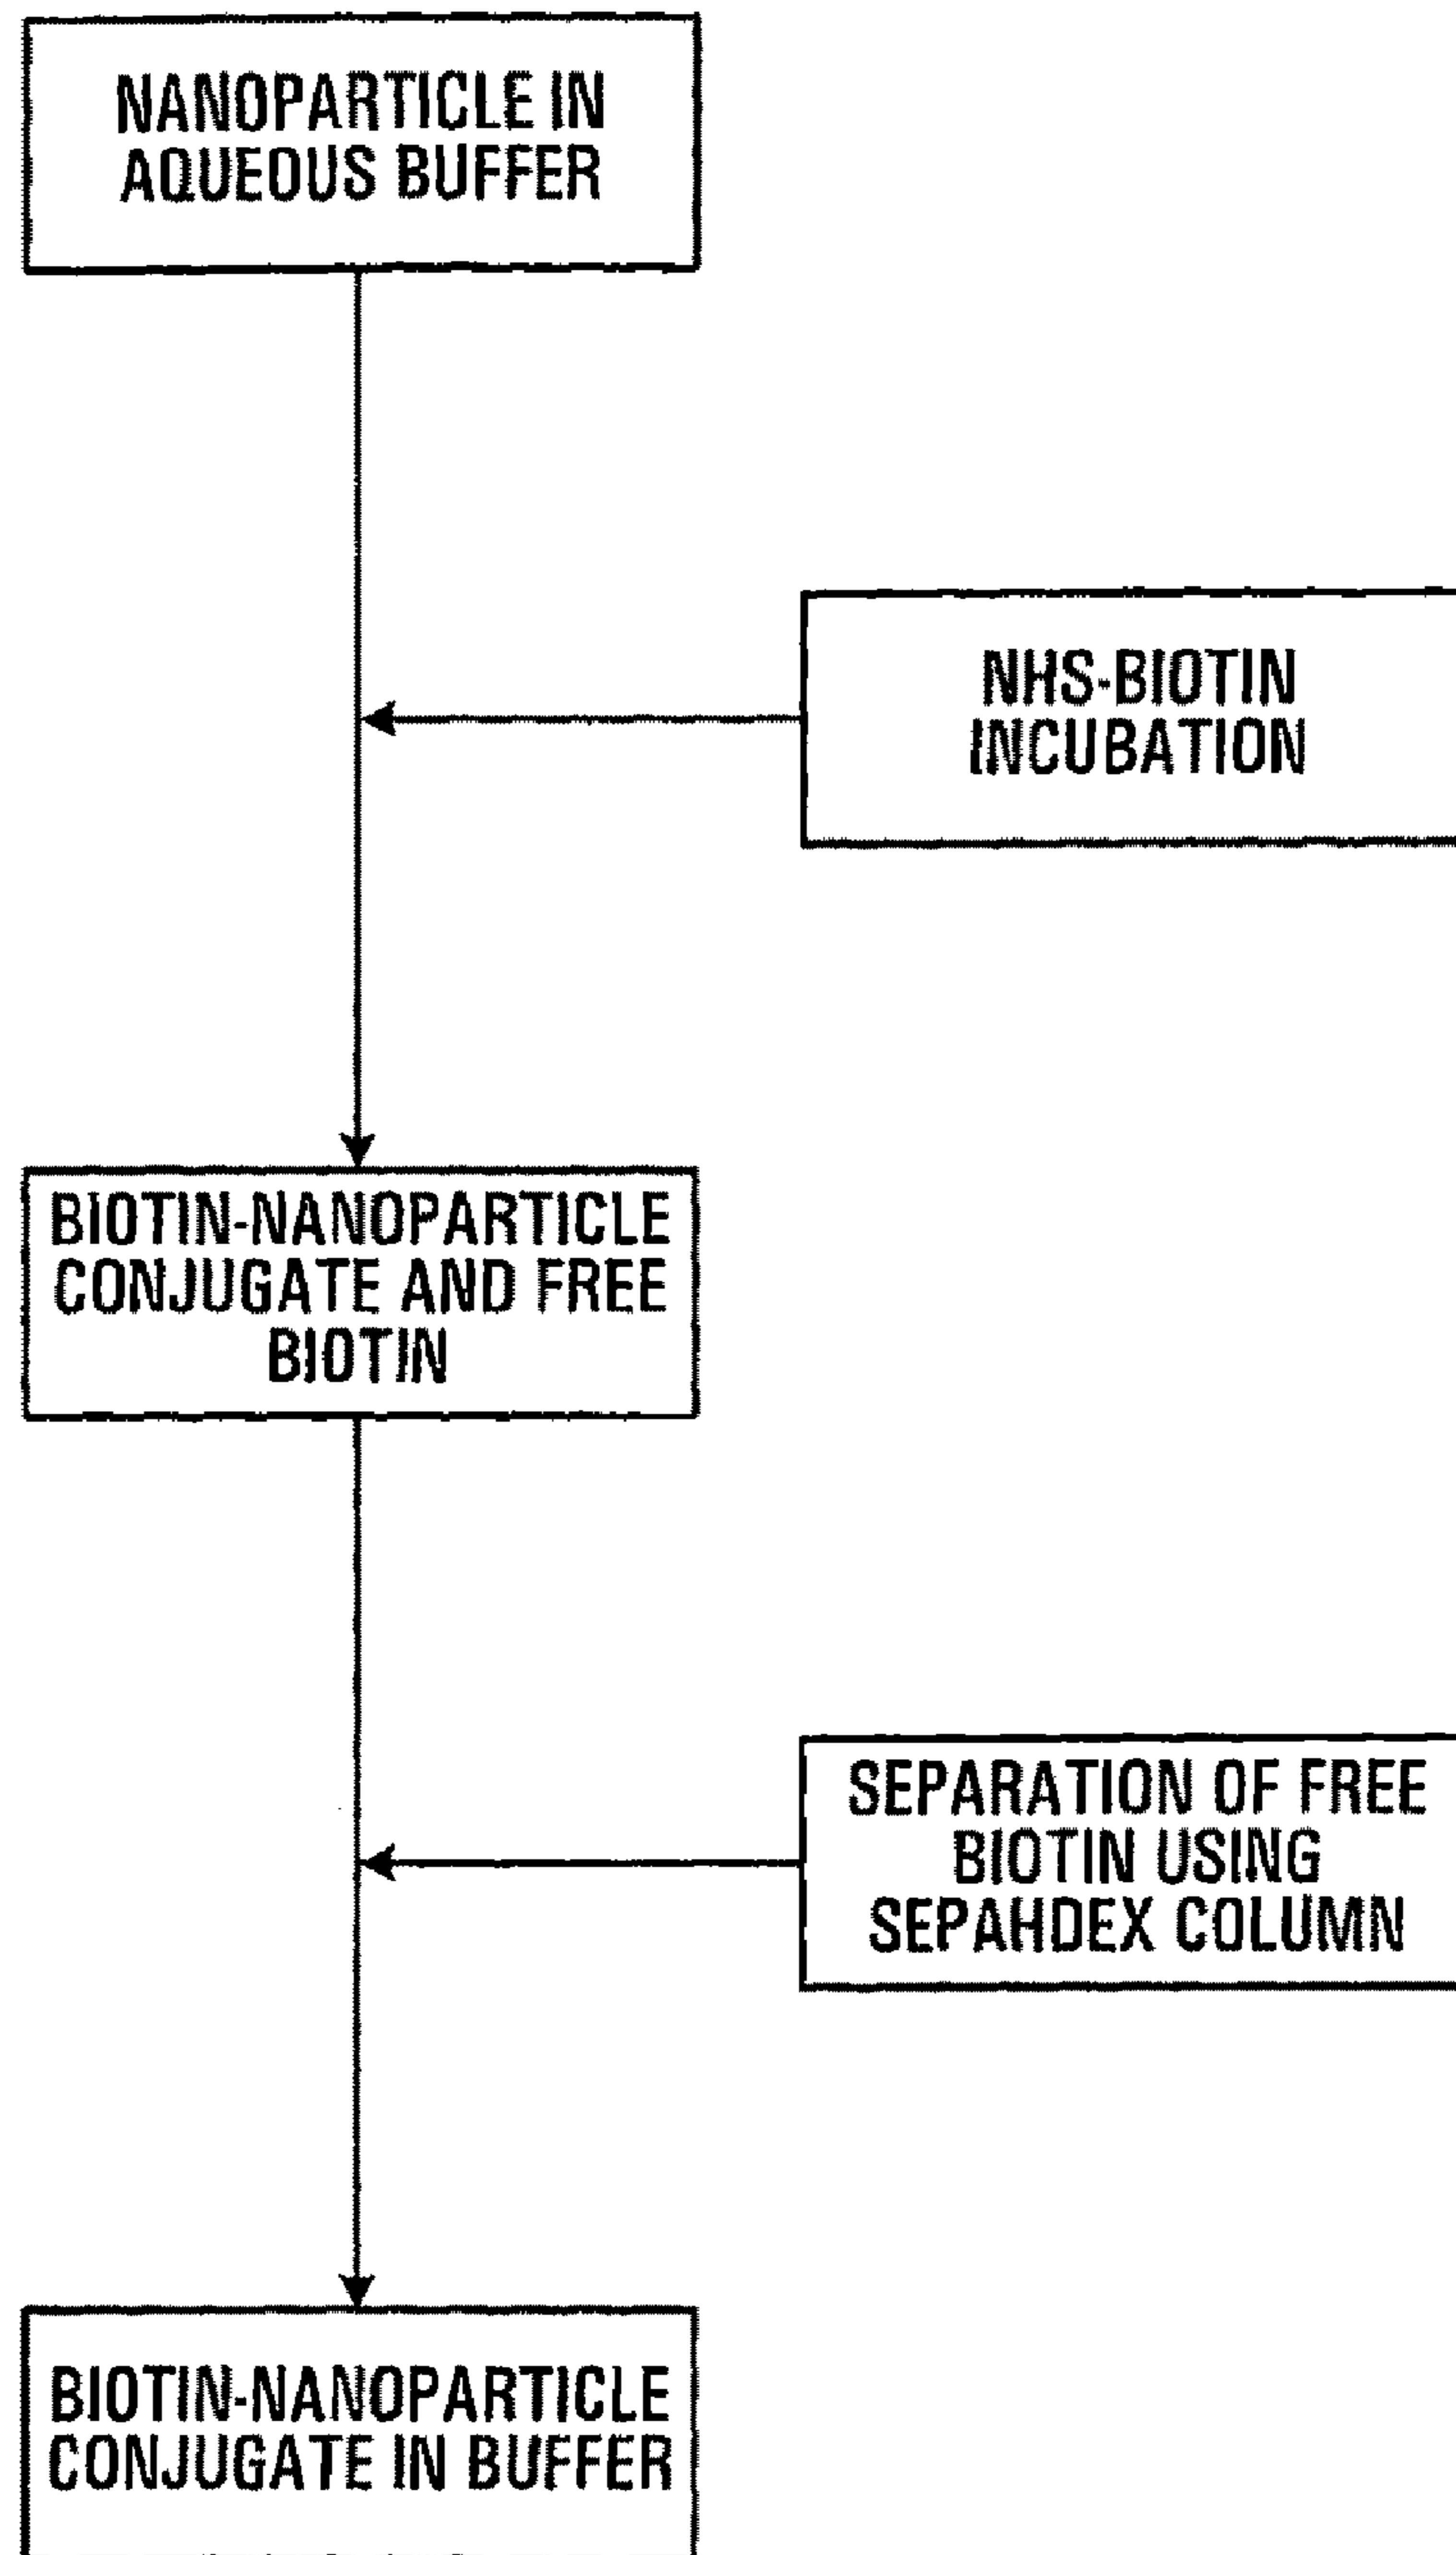 NANOPARTICLE IN
AQUEOUS BUFFER
NHS-BIOTIN
INCUBATION
BIOTIN-NANOPARTICLE
CONJUGATE AND FREE
BIOTIN
SEPARATION OF FREE
BIOTIN USING
SEPAHDEX COLUMN
BIOTIN-NANOPARTICLE
CONJUGATE IN BUFFER